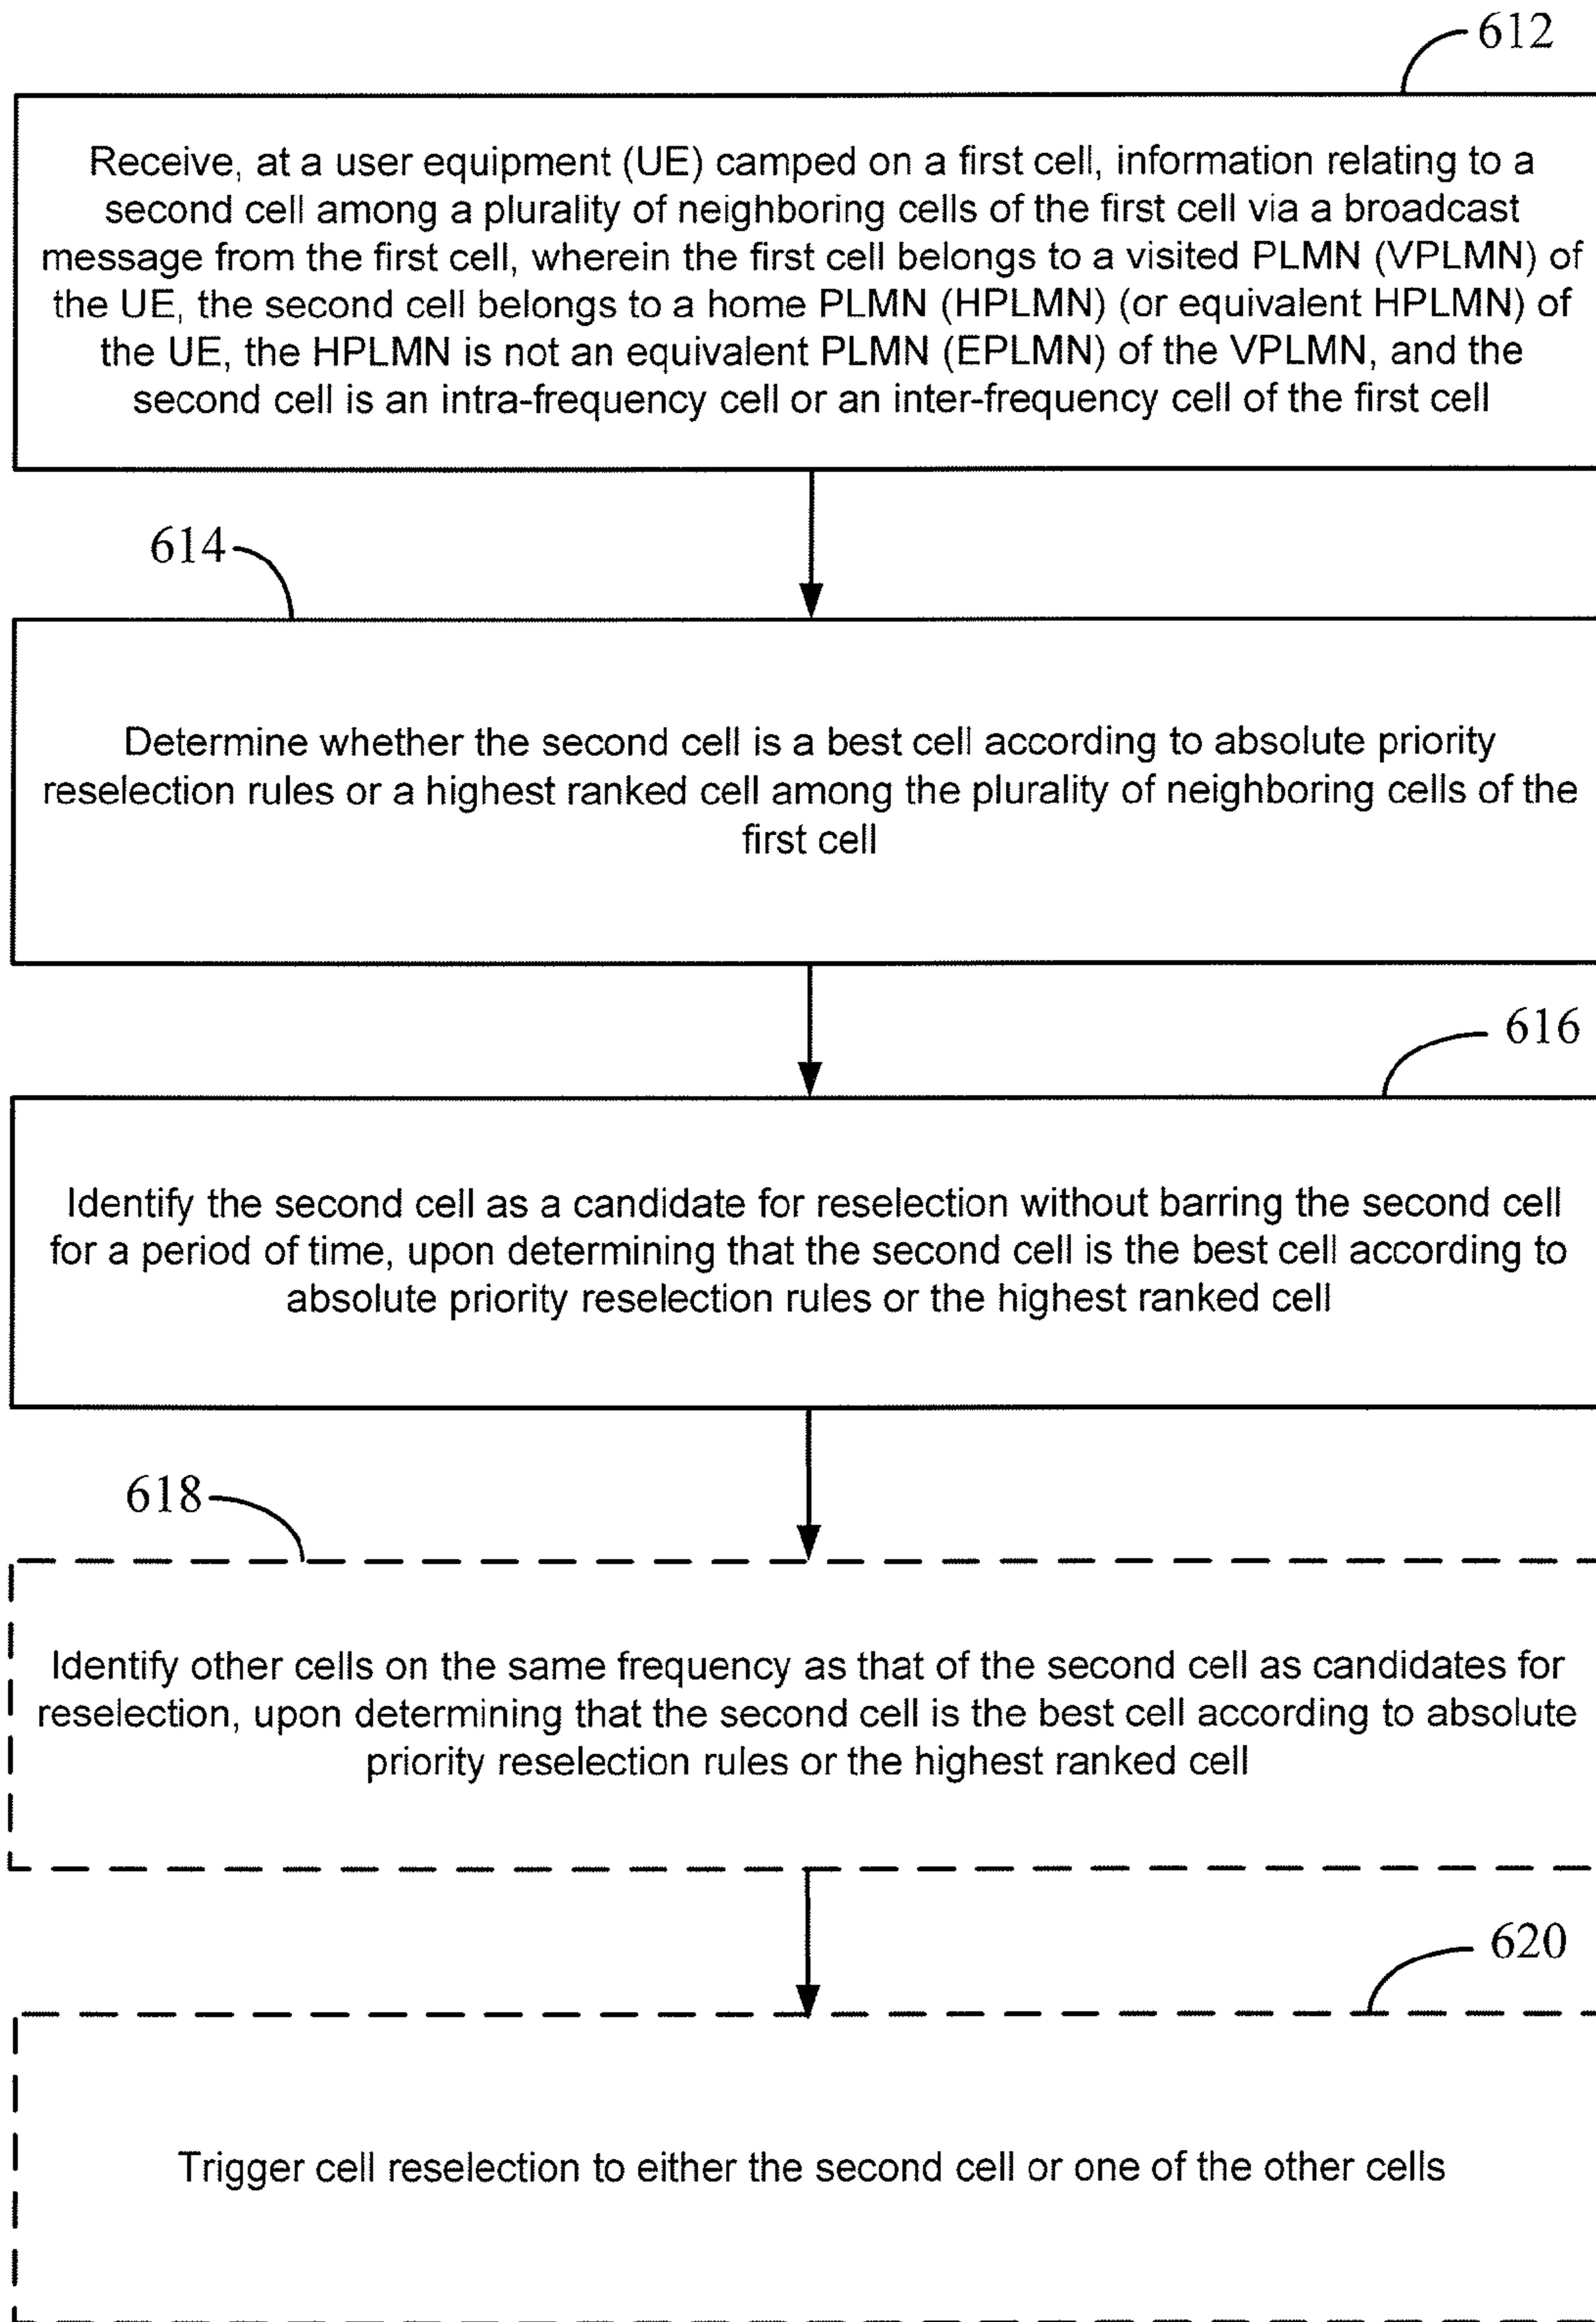 612
Receive, at a user equipment (UE) camped on a first cell, information relating to a
second cell among a plurality of neighboring cells of the first cell via a broadcast
message from the first cell, wherein the first cell belongs to a visited PLMN (VPLMN) of
the UE, the second cell belongs to a home PLMN (HPLMN) (or equivalent HPLMN) of
the UE, the HPLMN is not an equivalent PLMN (EPLMN) of the VPLMN, and the
second cell is an intra-frequency cell or an inter-frequency cell of the first cell
614
Determine whether the second cell is a best cell according to absolute priority
reselection rules or a highest ranked cell among the plurality of neighboring cells of the
first cell
616
Identify the second cell as a candidate for reselection without barring the second cell
for a period of time, upon determining that the second cell is the best cell according to
absolute priority reselection rules or the highest ranked cell
618
Identify other cells on the same frequency as that of the second cell as candidates for
reselection, upon determining that the second cell is the best cell according to absolute
priority reselection rules or the highest ranked cell
620
Trigger cell reselection to either the second cell or one of the other cells